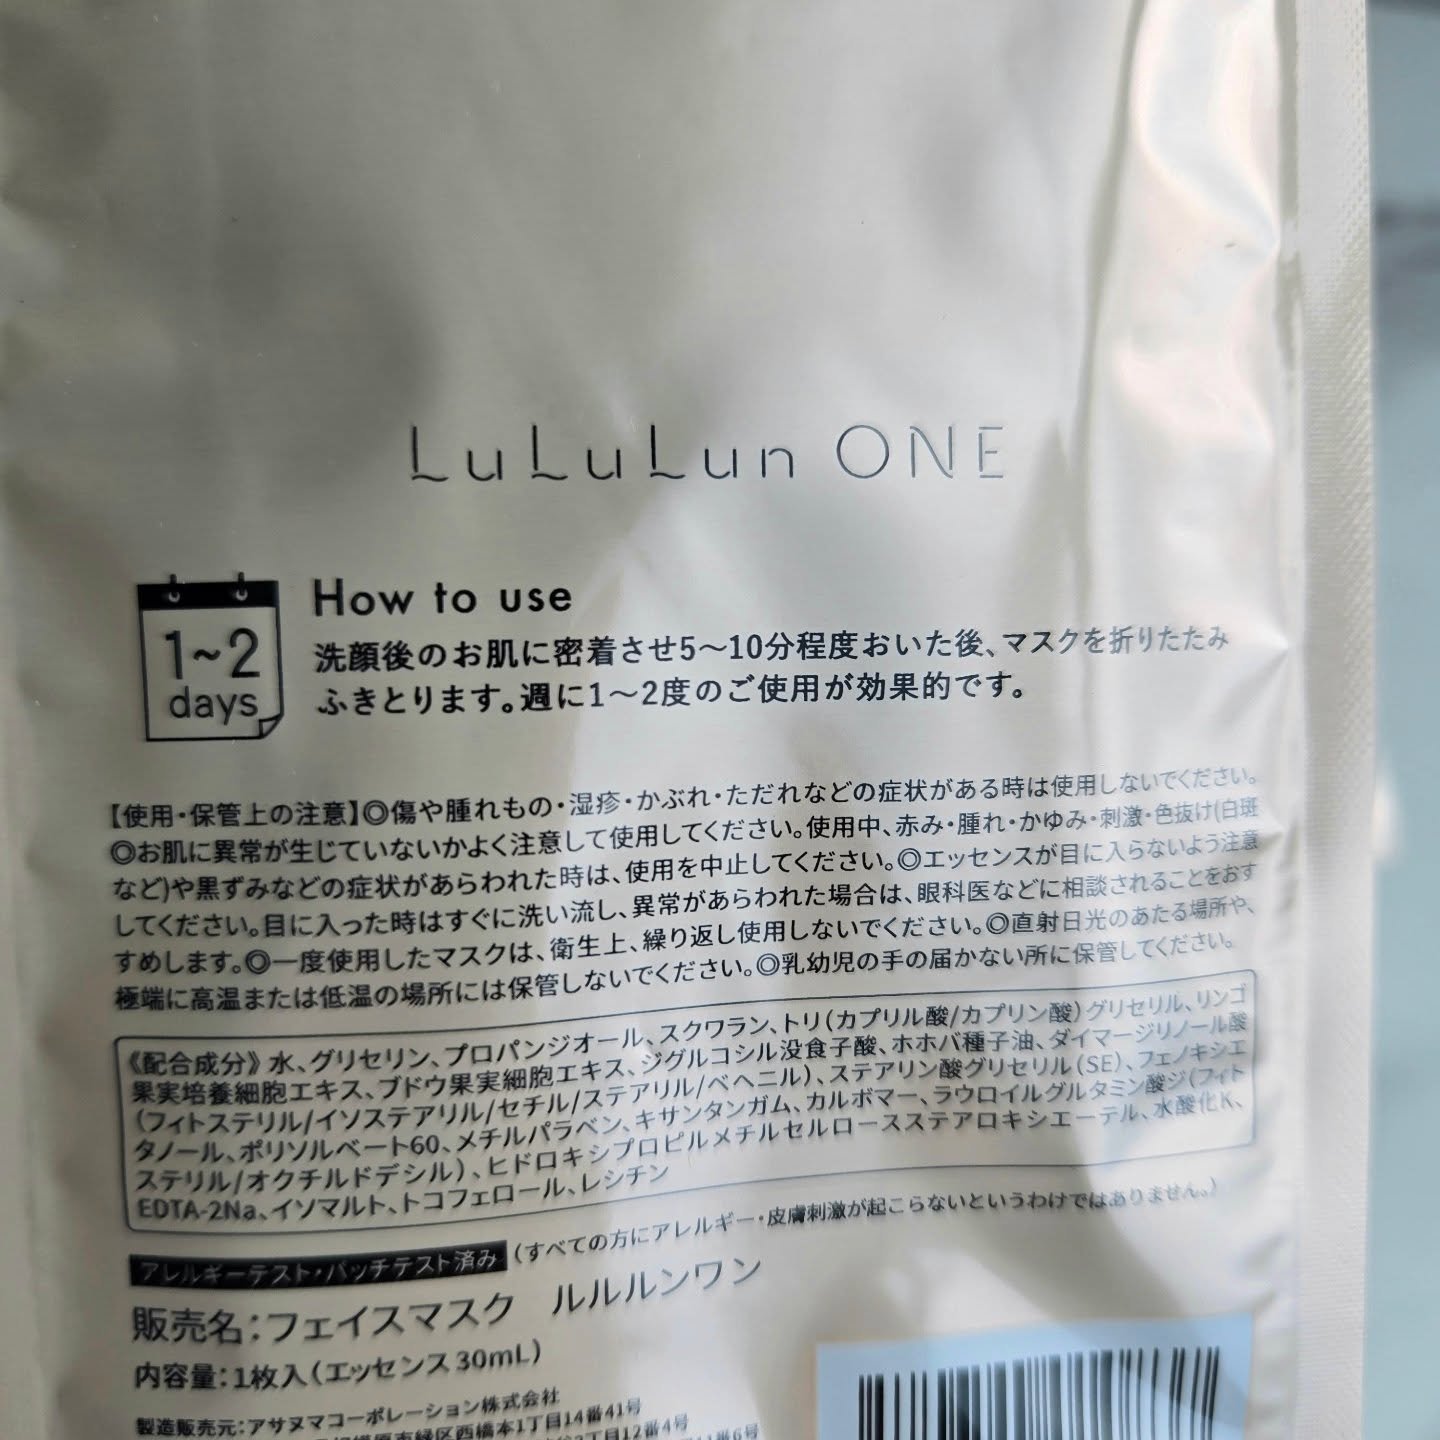 LuLuLun ONE
1~2
days
How to use
洗顔後のお肌に密着させ5～10分程度おいた後、マスクを折りたたみ
ふきとります。週に1～2度のご使用が効果的です。
【使用・保管上の注意】◎傷や腫れもの・湿疹・かぶれ・ただれなどの症状がある時は使用しないでください。
◎お肌に異常が生じていないかよく注意して使用してください。使用中、赤み・腫れ・かゆみ・刺激・色抜け(白斑
など)や黒ずみなどの症状があらわれた時は、使用を中止してください。◎エッセンスが目に入らないよう注意
してください。目に入った時はすぐに洗い流し、異常があらわれた場合は、眼科医などに相談されることをおす
すめします。◎一度使用したマスクは、衛生上、繰り返し使用しないでください。◎直射日光のあたる場所や、
極端に高温または低温の場所には保管しないでください。◎乳幼児の手の届かない所に保管してください。
《配合成分》水、グリセリン、プロパンジオール、スクワラン、トリ(カプリル酸/カプリン酸)グリセリル、リンゴ
果実培養細胞エキス、ブドウ果実細胞エキス、ジグルコシル没食子酸、ホホバ種子油、ダイマージリノール酸
(フィトステリル/イソステアリル/セチル/ステアリル/ベヘニル)、ステアリン酸グリセリル(SE)、フェノキシエ
タノール、ポリソルベート60、メチルパラベン、キサンタンガム、カルボマー、ラウロイルグルタミン酸ジ(フィト
ステリル/オクチルドデシル)、ヒドロキシプロピルメチルセルロースステアロキシエーテル、水酸化K、
EDTA-2Na、イソマルト、トコフェロール、レシチン
アレルギーテスト・パッチテスト済み (すべての方にアレルギー・皮膚刺激が起こらないというわけではありません。)
販売名：フェイスマスク ルルルンワン
内容量：1枚入(エッセンス30mL)
製造販売元：アサヌマコーポレーション株式会社
緑区西橋本1丁目14番41号
2丁目12番4号